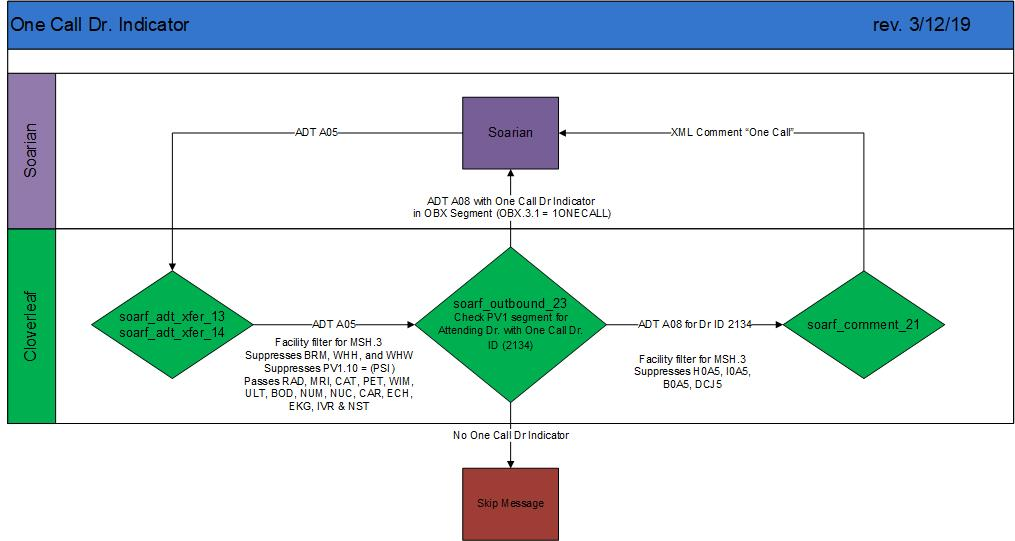 One Call Dr. Indicator
rev. 3/12/19
Soarian
ADT A05
Soarian
XML Comment “One Call”
ADT A08 with One Call Dr Indicator
in OBX Segment (OBX.3.1 = 1ONECALL)
Cloverleaf
soarf_adt_xfer_13
soarf_adt_xfer_14
ADT A05
Facility filter for MSH.3
Suppresses BRM, WHH, and WHW
Suppresses PV1.10 = (PSI)
Passes RAD, MRI, CAT, PET, WIM,
ULT, BOD, NUM, NUC, CAR, ECH,
EKG, IVR & NST
soarf_outbound_23
Check PV1 segment for
Attending Dr. with One Call Dr.
ID (2134)
ADT A08 for Dr ID 2134
Facility filter for MSH.3
Suppresses H0A5, I0A5,
B0A5, DCJ5
soarf_comment_21
No One Call Dr Indicator
Skip Message